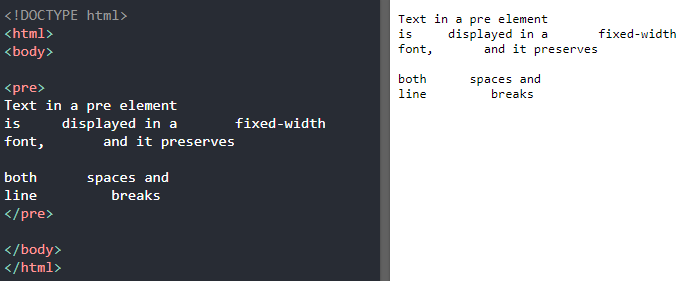 <!DOCTYPE html>
<html>
<body>

<pre>
Text in a pre element
is     displayed in a       fixed-width
font,       and it preserves

both      spaces and
line         breaks
</pre>

</body>
</html>

Text in a pre element
is     displayed in a       fixed-width
font,       and it preserves

both      spaces and
line         breaks